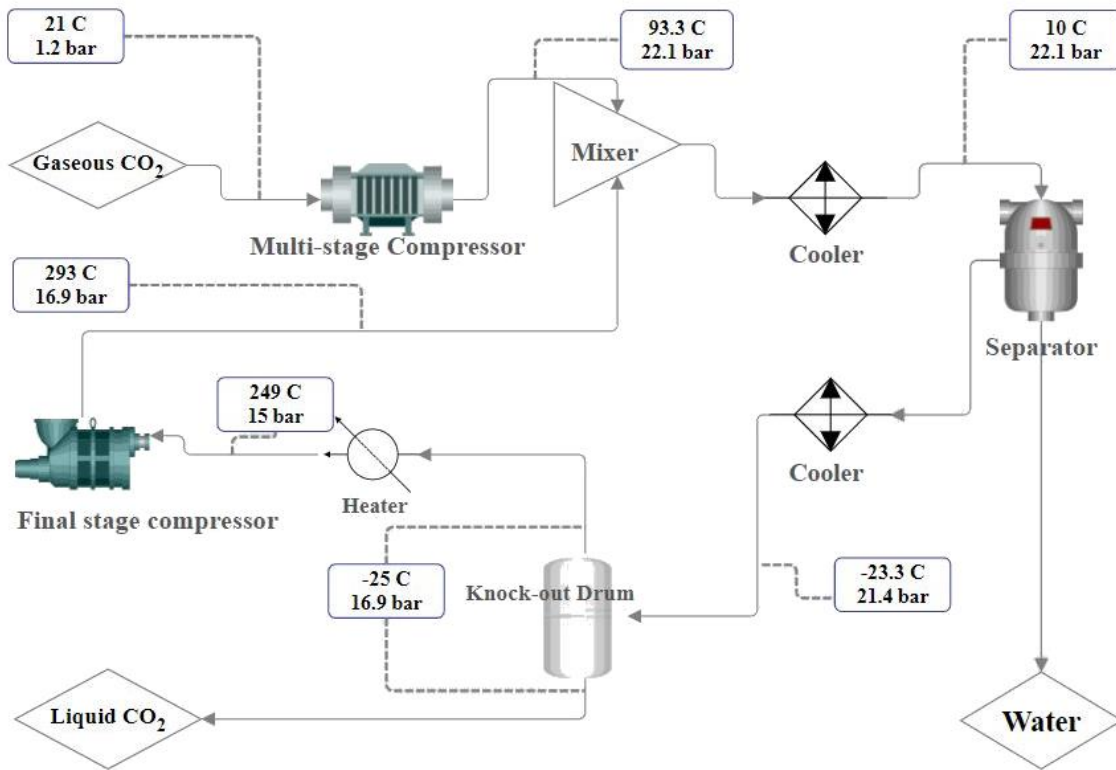 21 C
1.2 bar
93.3 C
22.1 bar
10 C
22.1 bar
Gaseous CO₂
Mixer
Multi-stage Compressor
Cooler
293 C
16.9 bar
Separator
249 C
15 bar
Cooler
Heater
Final stage compressor
-25 C
16.9 bar
Knock-out Drum
-23.3 C
21.4 bar
Liquid CO₂
Water